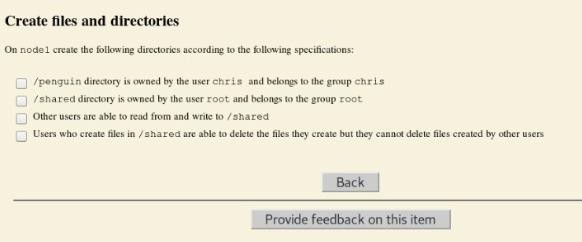 Create files and directories
On node1 create the following directories according to the following specifications:
/penguin directory is owned by the user chris and belongs to the group chris
/shared directory is owned by the user root and belongs to the group root
Other users are able to read from and write to /shared
Users who create files in /shared are able to delete the files they create but they cannot delete files created by other users
Back
Provide feedback on this item